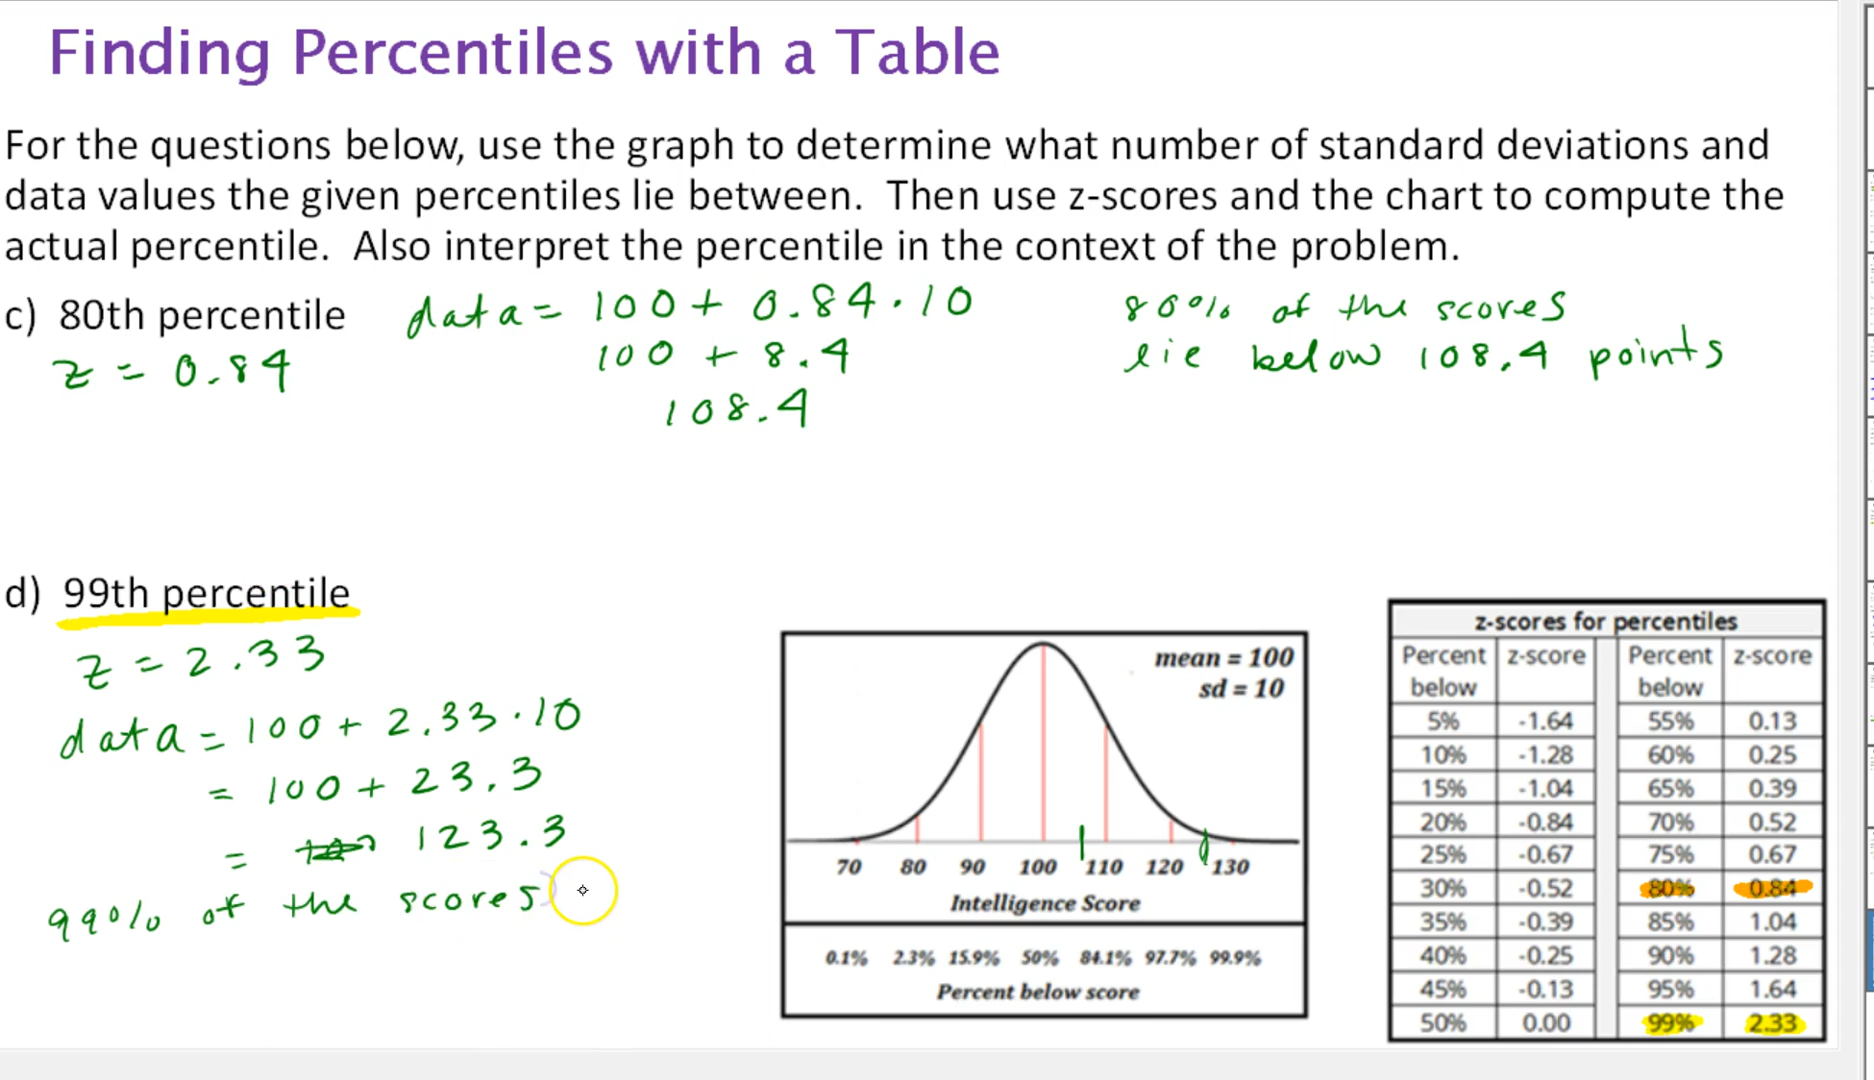 Finding Percentiles with a Table
For the questions below, use the graph to determine what number of standard deviations and
data values the given percentiles lie between. Then use z-scores and the chart to compute the
actual percentile. Also interpret the percentile in the context of the problem.
c) 80th percentile
z = 0.84
data = 100 + 0.84 · 10
100 + 8.4
108.4
80% of the scores
lie below 108.4 points
d) 99th percentile
z = 2.33
data = 100 + 2.33 · 10
= 100 + 23.3
= 123.3
99% of the scores
mean = 100
sd = 10
70 80 90 100 110 120 130
Intelligence Score
0.1% 2.3% 15.9% 50% 84.1% 97.7% 99.9%
Percent below score
z-scores for percentiles
Percent below z-score Percent below z-score
5% -1.64 55% 0.13
10% -1.28 60% 0.25
15% -1.04 65% 0.39
20% -0.84 70% 0.52
25% -0.67 75% 0.67
30% -0.52 80% 0.84
35% -0.39 85% 1.04
40% -0.25 90% 1.28
45% -0.13 95% 1.64
50% 0.00 99% 2.33